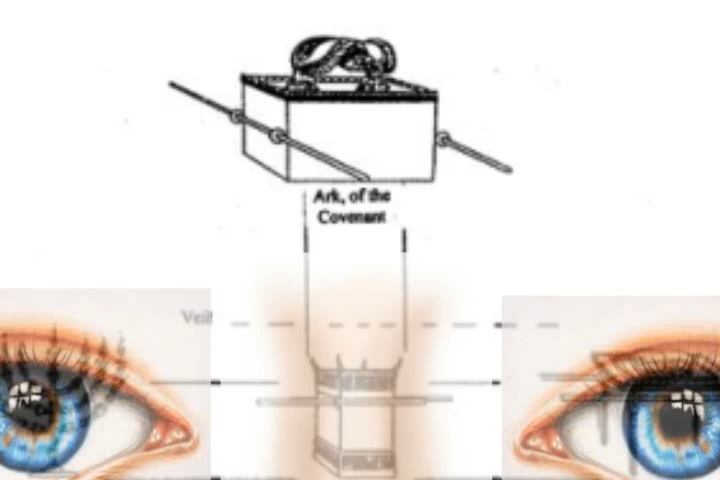 Ark, of the
Covenant
Veil